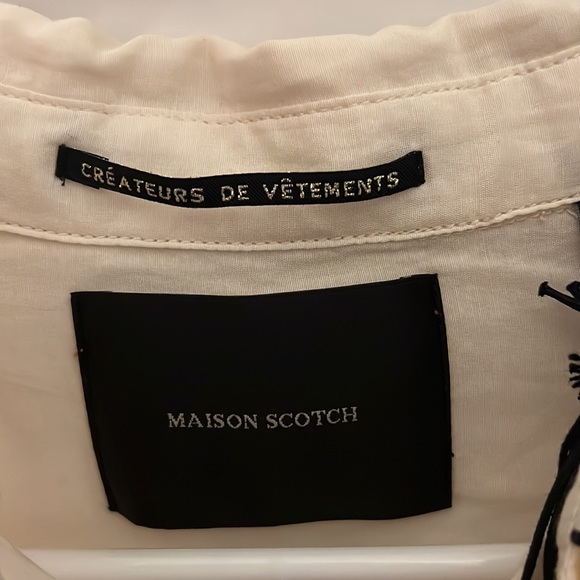 CRÉATEURS DE VÊTEMENTS
MAISON SCOTCH